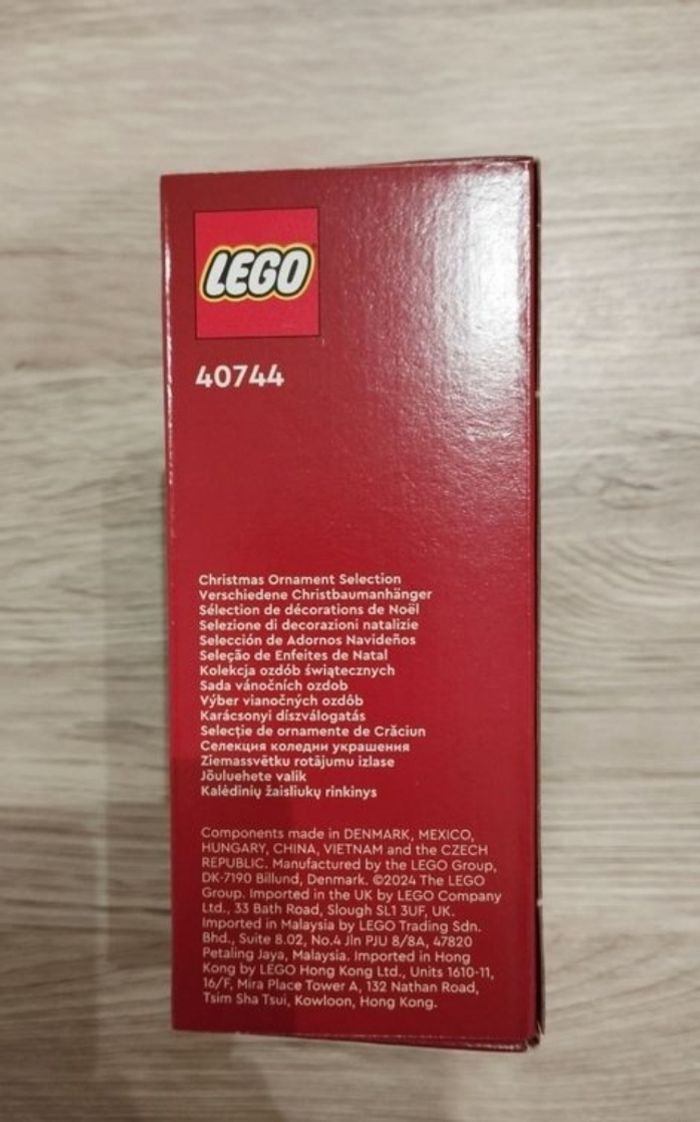 LEGO
40744
Christmas Ornament Selection
Verschiedene Christbaumanhänger
Sélection de décorations de Noël
Selezione di decorazioni natalizie
Selección de Adornos Navideños
Seleção de Enfeites de Natal
Kolekcja ozdób świątecznych
Sada vánočních ozdob
Výber vianočných ozdôb
Karácsonyi díszválogatás
Selecție de ornamente de Crăciun
Селекция коледни украшения
Ziemassvētku rotājumu izlase
Jõuluehete valik
Kalėdinių žaisliukų rinkinys
Components made in DENMARK, MEXICO,
HUNGARY, CHINA, VIETNAM and the CZECH
REPUBLIC. Manufactured by the LEGO Group,
DK-7190 Billund, Denmark. ©2024 The LEGO
Group. Imported in the UK by LEGO Company
Ltd., 33 Bath Road, Slough SL1 3UF, UK.
Imported in Malaysia by LEGO Trading Sdn.
Bhd., Suite 8.02, No.4 Jln PJU 8/8A, 47820
Petaling Jaya, Malaysia. Imported in Hong
Kong by LEGO Hong Kong Ltd., Units 1610-11,
16/F, Mira Place Tower A, 132 Nathan Road,
Tsim Sha Tsui, Kowloon, Hong Kong.